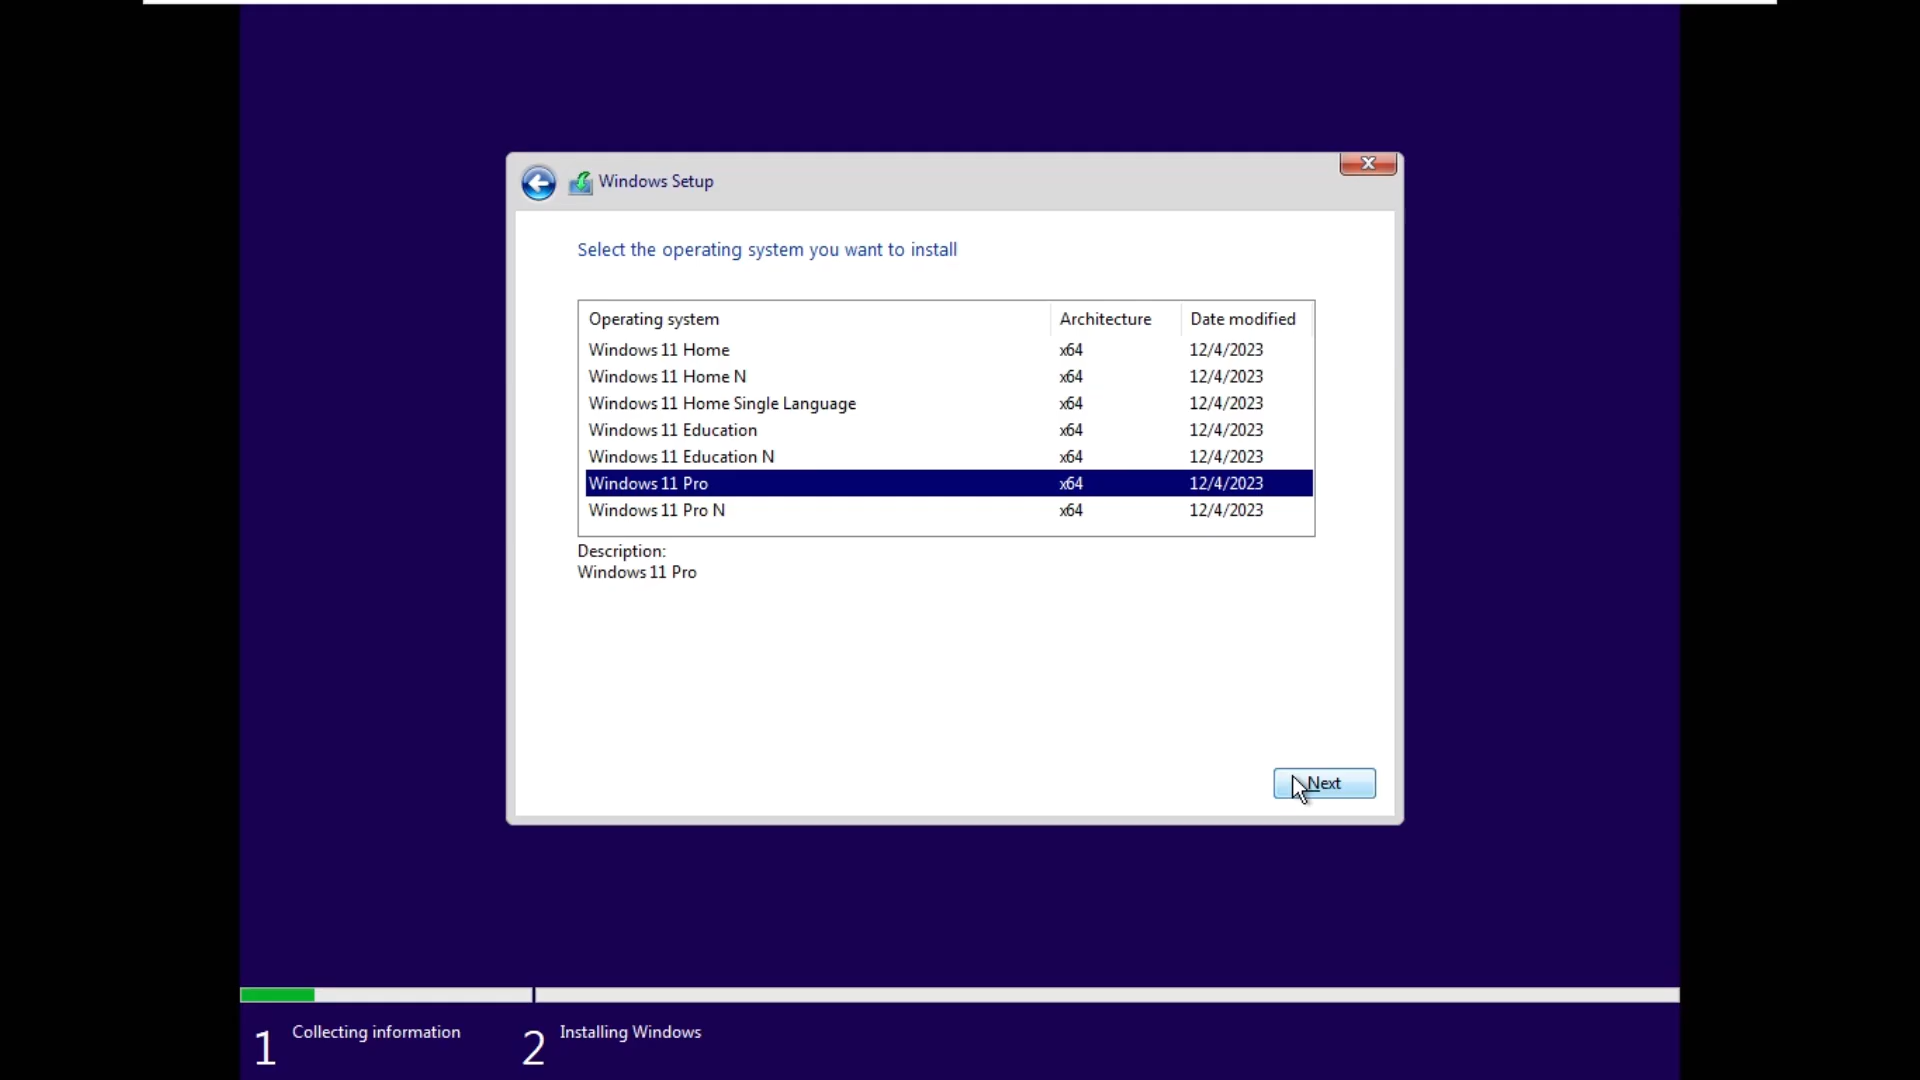 Windows Setup
Select the operating system you want to install
Operating system Architecture Date modified
Windows 11 Home x64 12/4/2023
Windows 11 Home N x64 12/4/2023
Windows 11 Home Single Language x64 12/4/2023
Windows 11 Education x64 12/4/2023
Windows 11 Education N x64 12/4/2023
Windows 11 Pro x64 12/4/2023
Windows 11 Pro N x64 12/4/2023
Description:
Windows 11 Pro
Next
1 Collecting information 2 Installing Windows